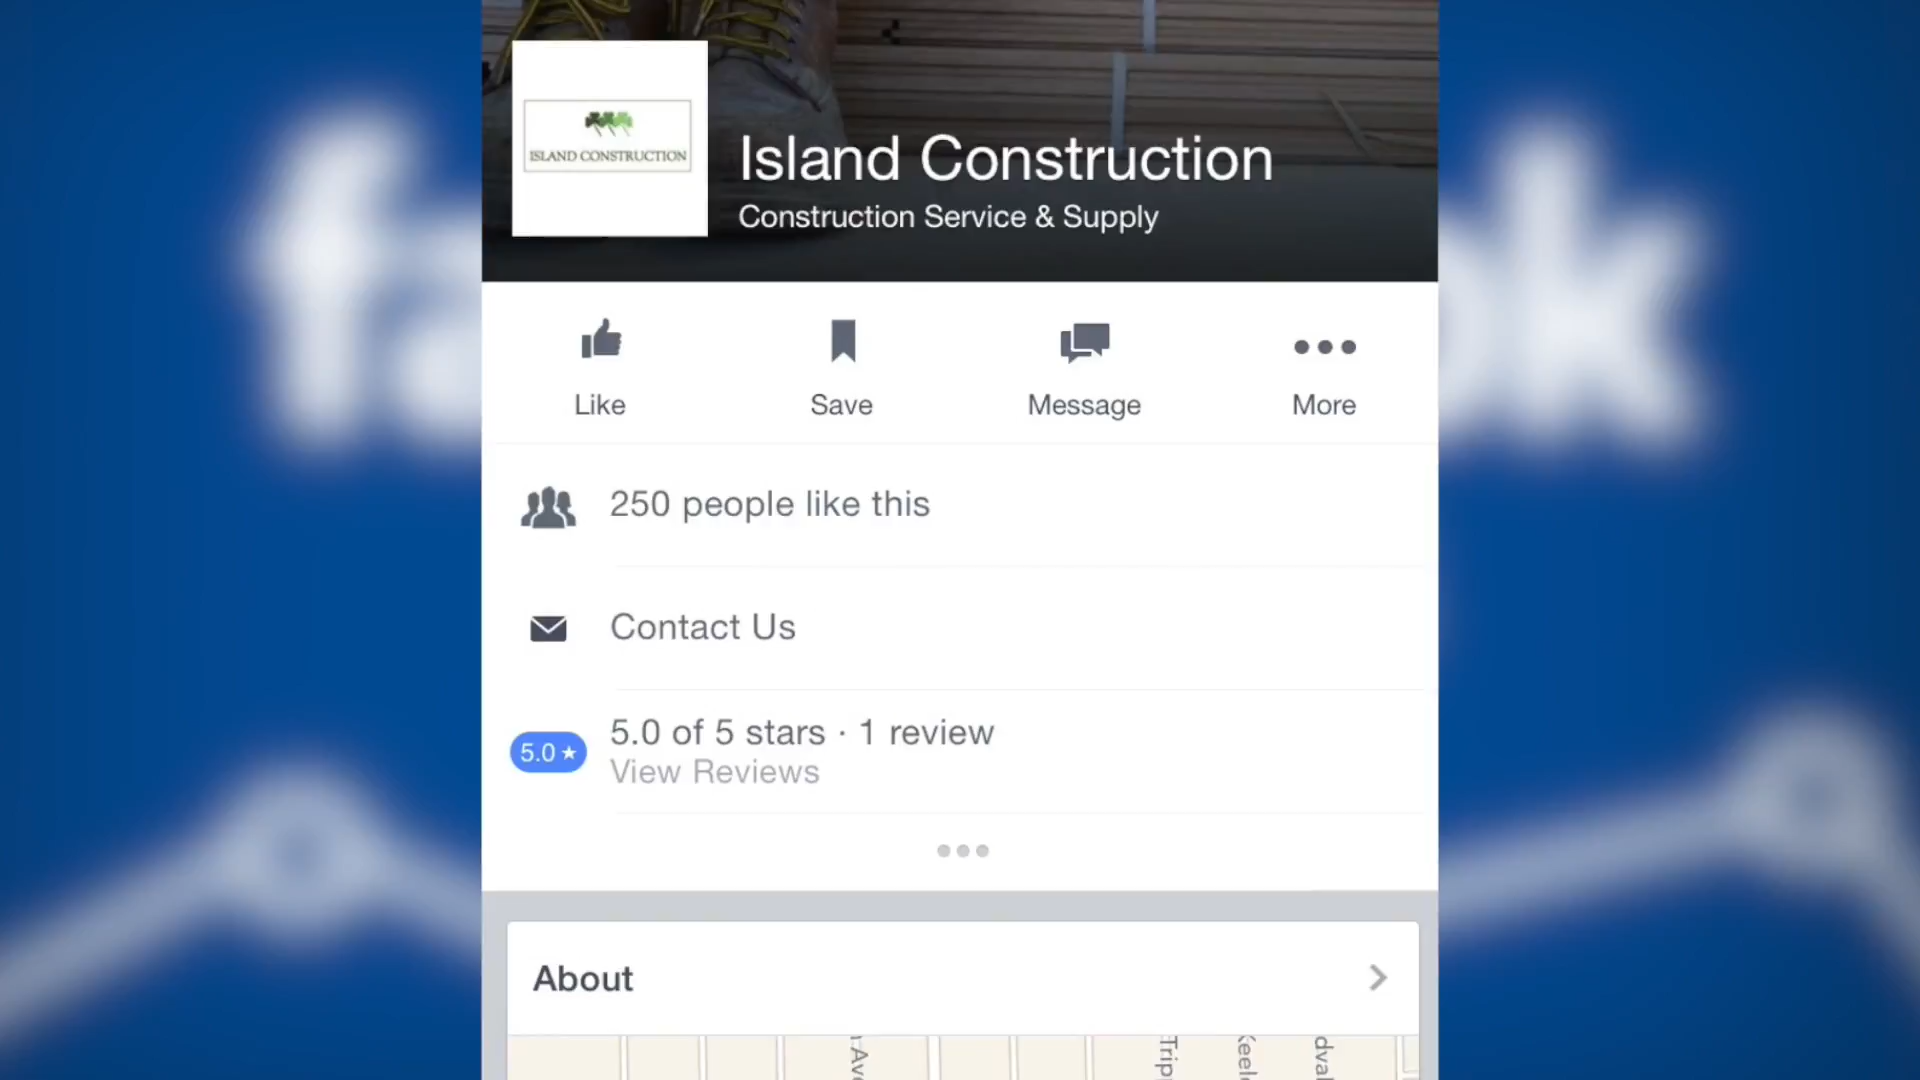 ISLAND CONSTRUCTION
Island Construction
Construction Service & Supply
Like
Save
Message
More
250 people like this
Contact Us
5.0 of 5 stars · 1 review
5.0 ★
View Reviews
About